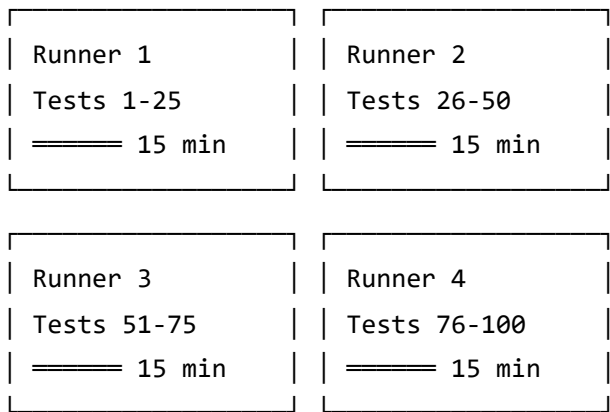 Runner 1
Tests 1-25
══════ 15 min
Runner 2
Tests 26-50
══════ 15 min
Runner 3
Tests 51-75
══════ 15 min
Runner 4
Tests 76-100
══════ 15 min